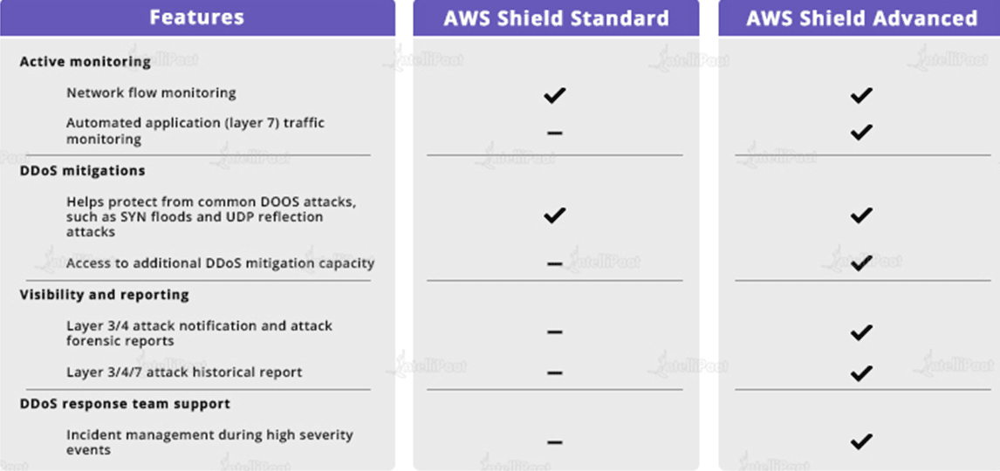 Features
AWS Shield Standard
AWS Shield Advanced
Active monitoring
Network flow monitoring
Automated application (layer 7) traffic
monitoring
DDoS mitigations
Helps protect from common DOOS attacks,
such as SYN floods and UDP reflection
attacks
Access to additional DDoS mitigation capacity
Visibility and reporting
Layer 3/4 attack notification and attack
forensic reports
Layer 3/4/7 attack historical report
DDoS response team support
Incident management during high severity
events